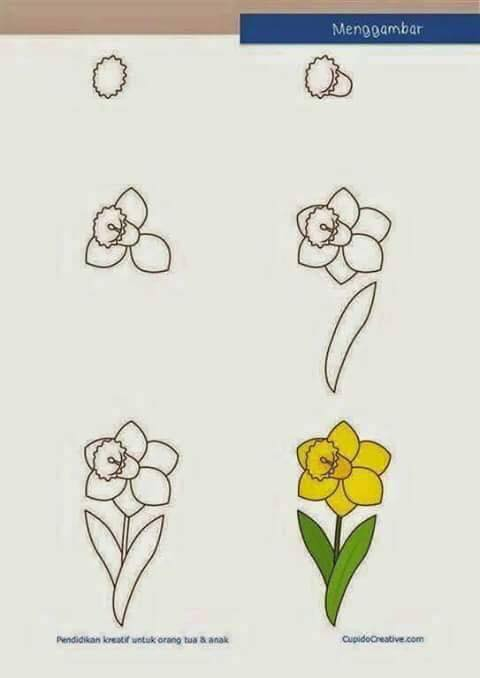 Menggambar
Pendidikan kreatif untuk orang tua & anak
CupidoCreative.com